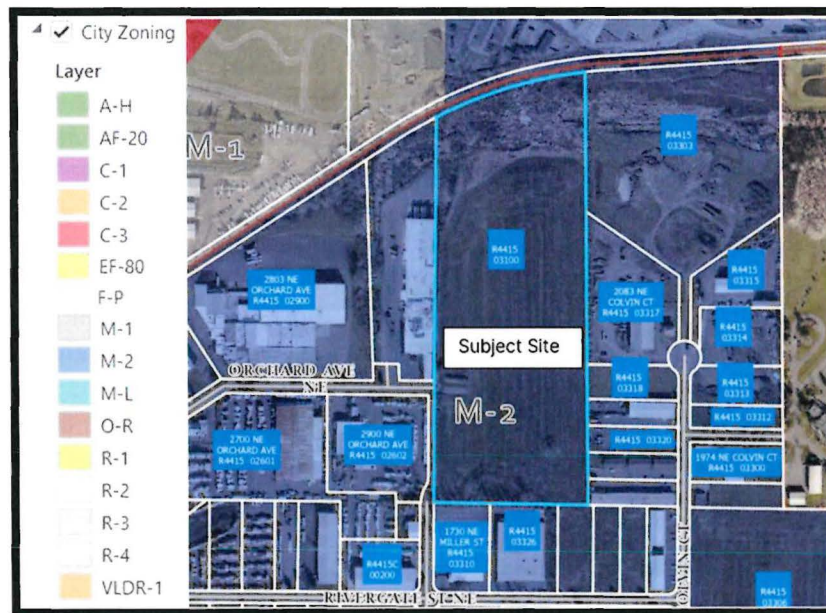 City Zoning
Layer
A-H
AF-20
C-1
C-2
C-3
EF-80
F-P
M-1
M-2
M-L
O-R
R-1
R-2
R-3
R-4
VLDR-1
M-1
R4415
03303
R4415
03100
2803 NE
ORCHARD AVE
R4415 02900
2083 NE
COLVIN CT
R4415 03317
R4415
03315
R4415
03314
Subject Site
ORCHARD AVE
NE
R4415
03318
R4415
03313
M-2
R4415 03312
2700 NE
ORCHARD AVE
R4415 02601
2900 NE
ORCHARD AVE
R4415 02602
R4415 03320
1974 NE COLVIN CT
R4415 03300
1730 NE
MILLER ST
R4415
03310
R4415
03326
R4415C
00200
RIVERGATE ST NE
R4415